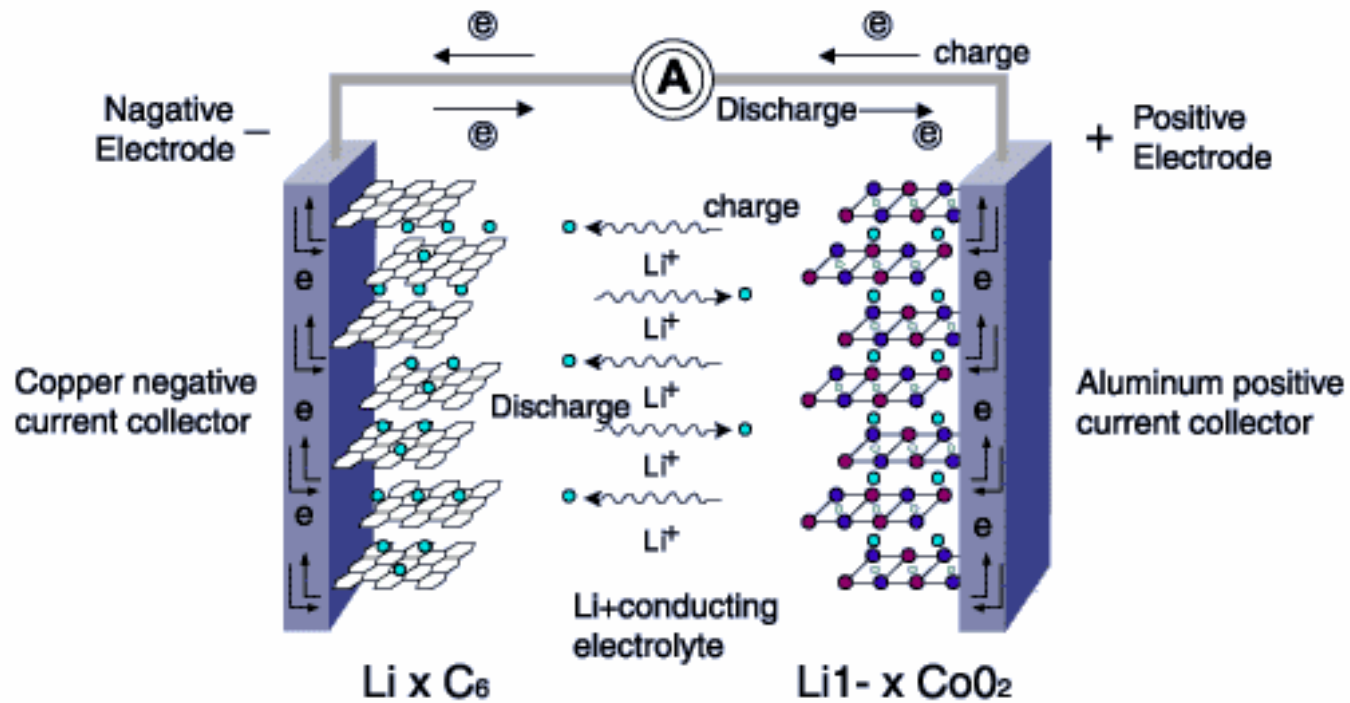 e
e
charge
A
Nagative
Electrode
−
Discharge
e
e
+
Positive
Electrode
charge
Li+
e
e
Li+
Copper negative
current collector
Discharge
Li+
e
e
Aluminum positive
current collector
Li+
e
e
Li+
Li+conducting
electrolyte
Li x C6
Li1- x Co02